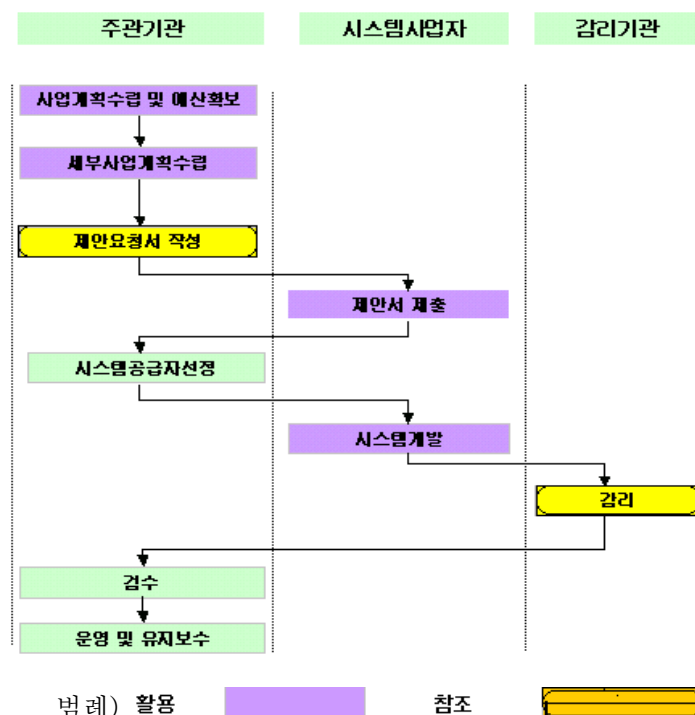 주관기관 시스템사업자 감리기관
사업계획수립 및 예산확보
세부사업계획수립
제안요청서 작성
제안서 제출
시스템공급자선정
시스템개발
감리
검수
운영 및 유지보수
범례) 활용 참조